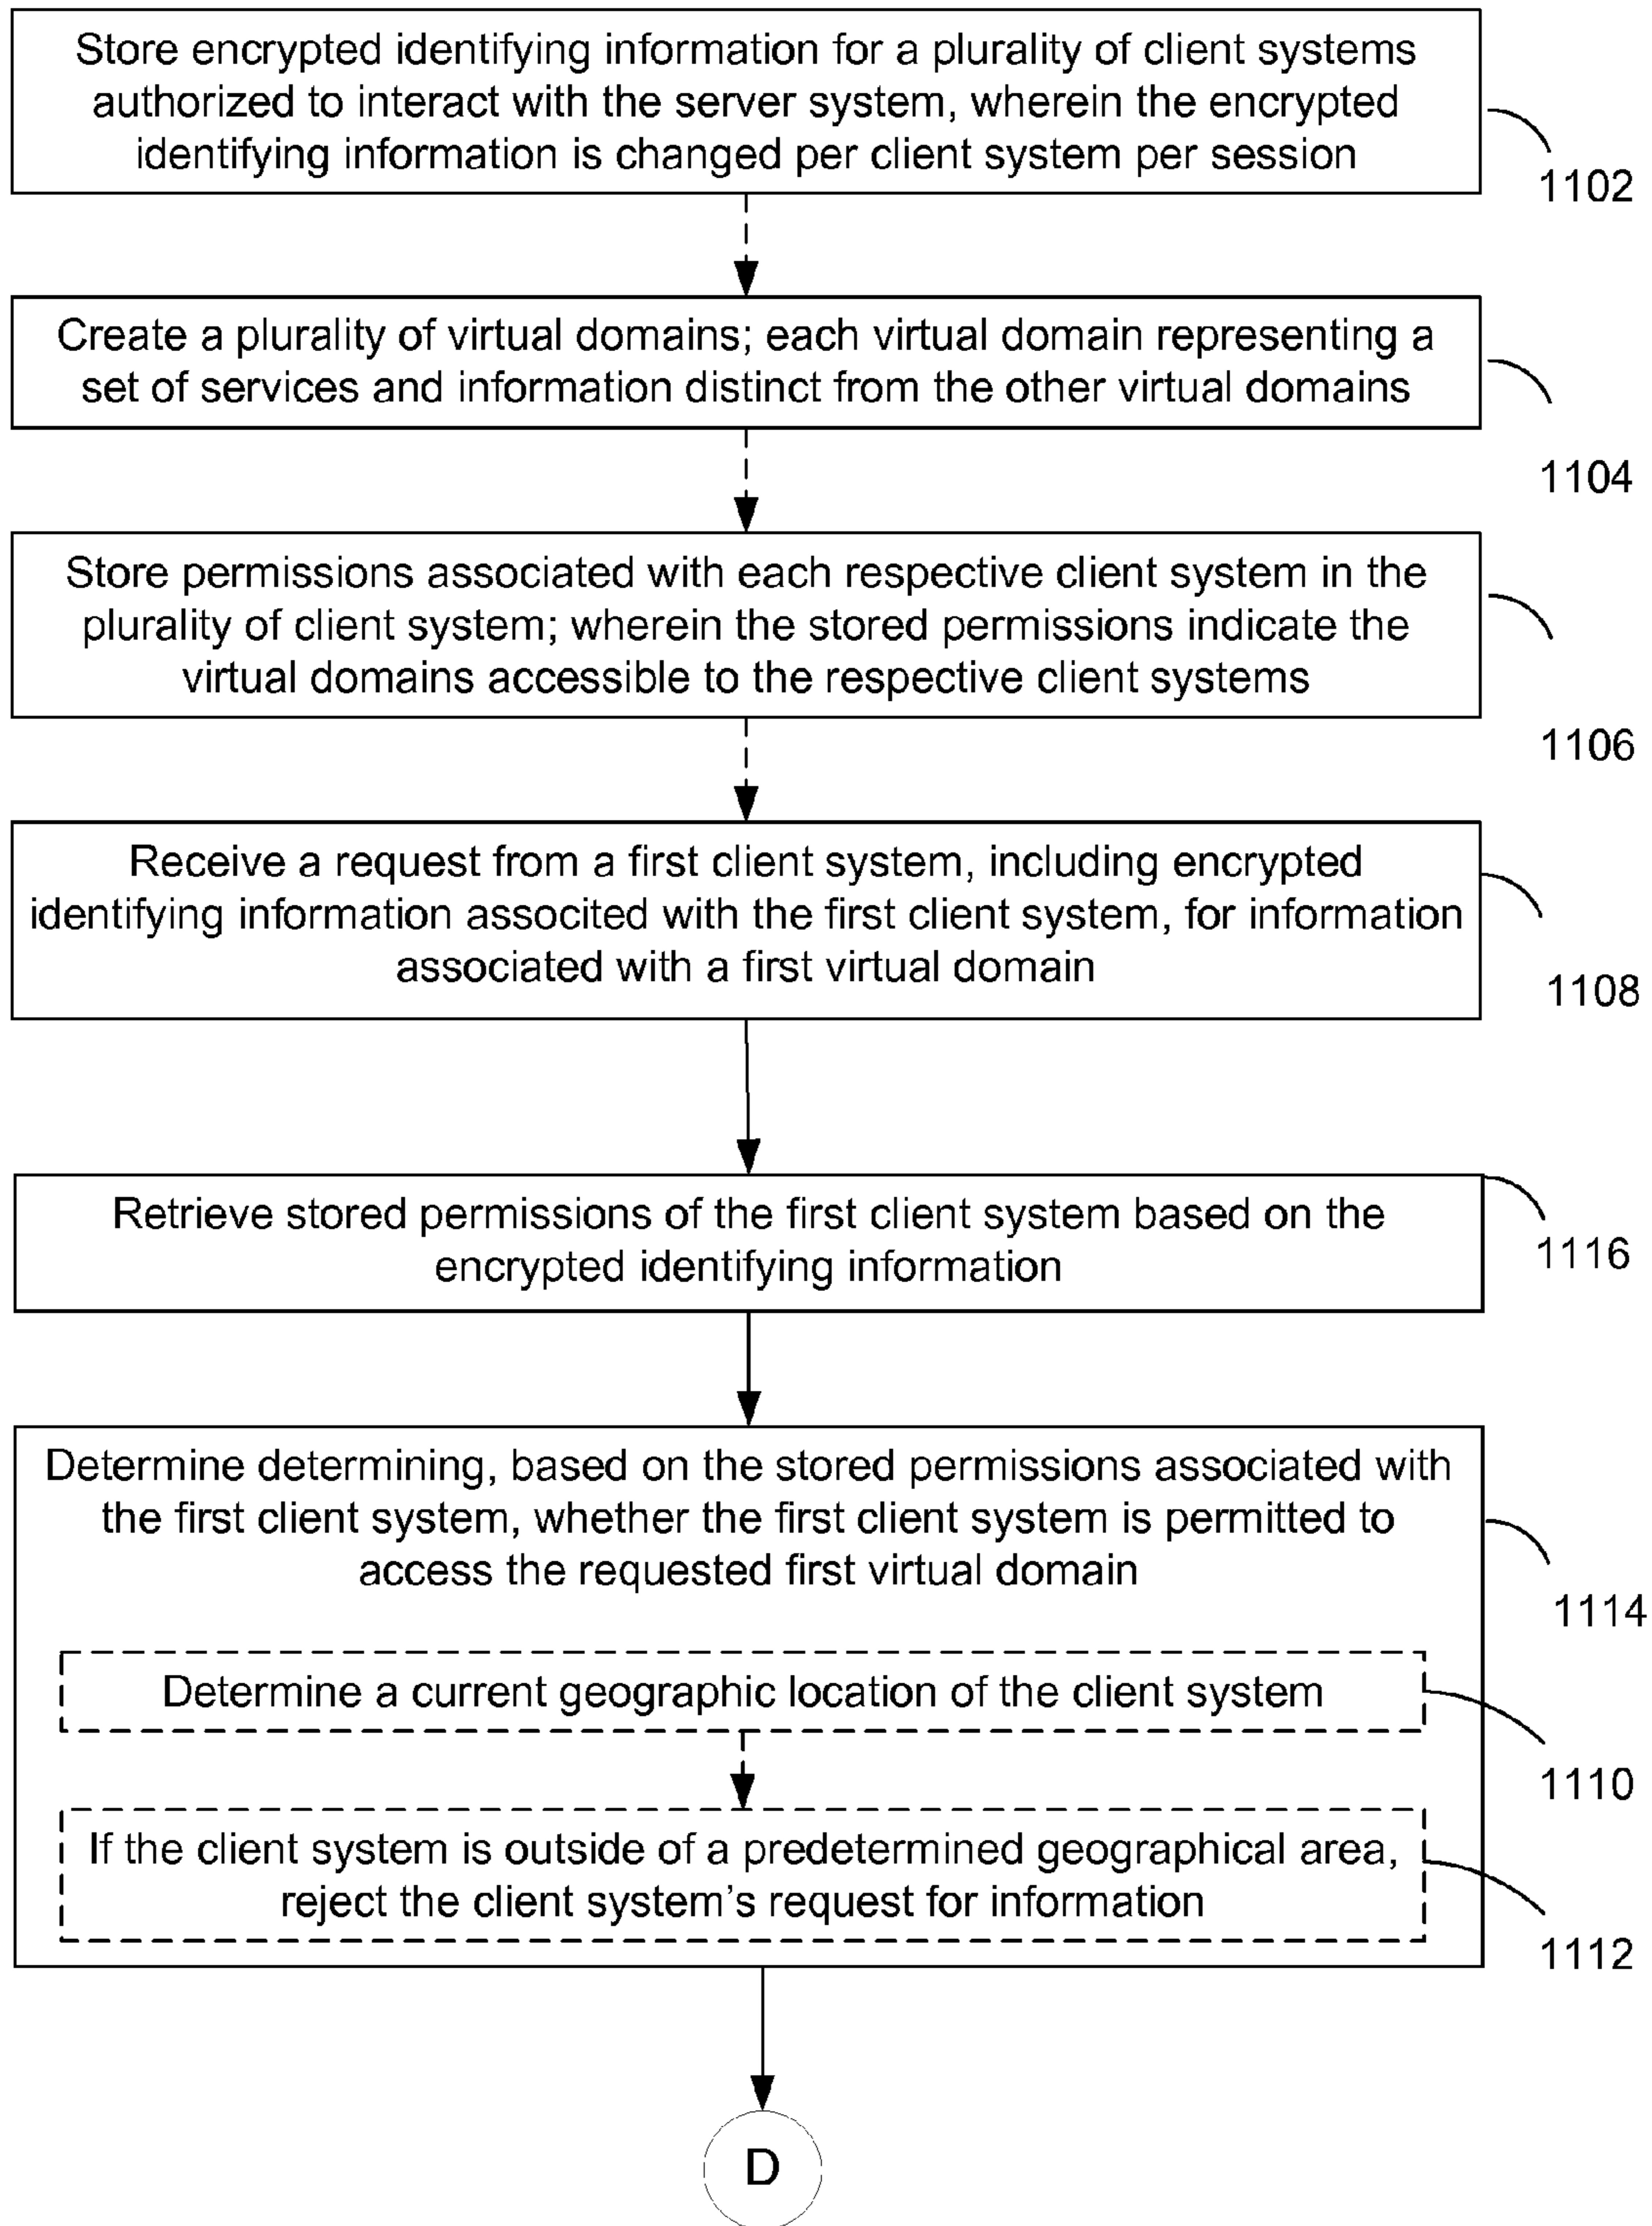 Store encrypted identifying information for a plurality of client systems
authorized to interact with the server system, wherein the encrypted
identifying information is changed per client system per session
1102
Create a plurality of virtual domains; each virtual domain representing a
set of services and information distinct from the other virtual domains
1104
Store permissions associated with each respective client system in the
plurality of client system; wherein the stored permissions indicate the
virtual domains accessible to the respective client systems
1106
Receive a request from a first client system, including encrypted
identifying information associted with the first client system, for information
associated with a first virtual domain
1108
Retrieve stored permissions of the first client system based on the
encrypted identifying information
1116
Determine determining, based on the stored permissions associated with
the first client system, whether the first client system is permitted to
access the requested first virtual domain
1114
Determine a current geographic location of the client system
1110
If the client system is outside of a predetermined geographical area,
reject the client system's request for information
1112
D